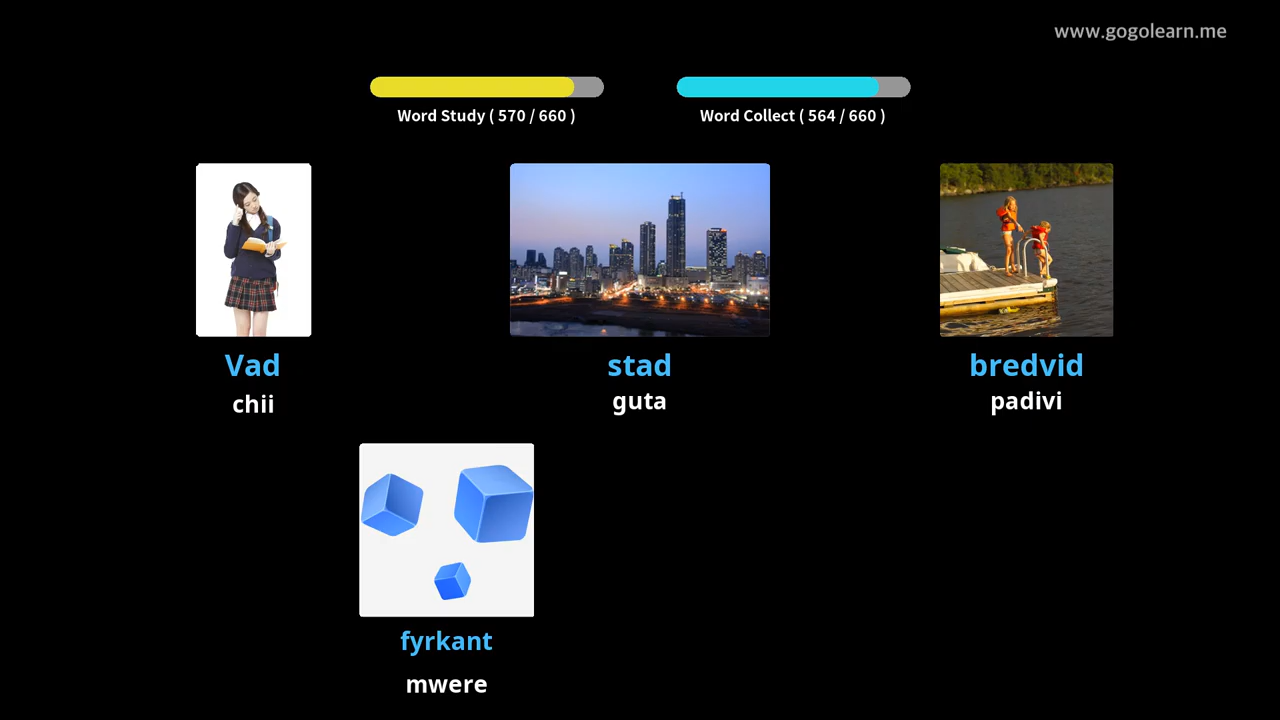 www.gogolearn.me
Word Study ( 570 / 660 )
Word Collect ( 564 / 660 )
Vad
chii
stad
guta
bredvid
padivi
fyrkant
mwere